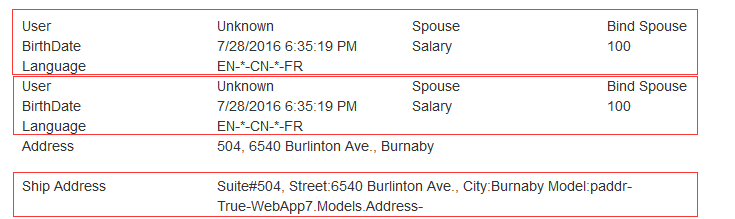 User Unknown Spouse Bind Spouse
BirthDate 7/28/2016 6:35:19 PM Salary 100
Language EN-*-CN-*-FR
User Unknown Spouse Bind Spouse
BirthDate 7/28/2016 6:35:19 PM Salary 100
Language EN-*-CN-*-FR
Address 504, 6540 Burlinton Ave., Burnaby
Ship Address Suite#504, Street:6540 Burlinton Ave., City:Burnaby Model:paddr-
True-WebApp7.Models.Address-